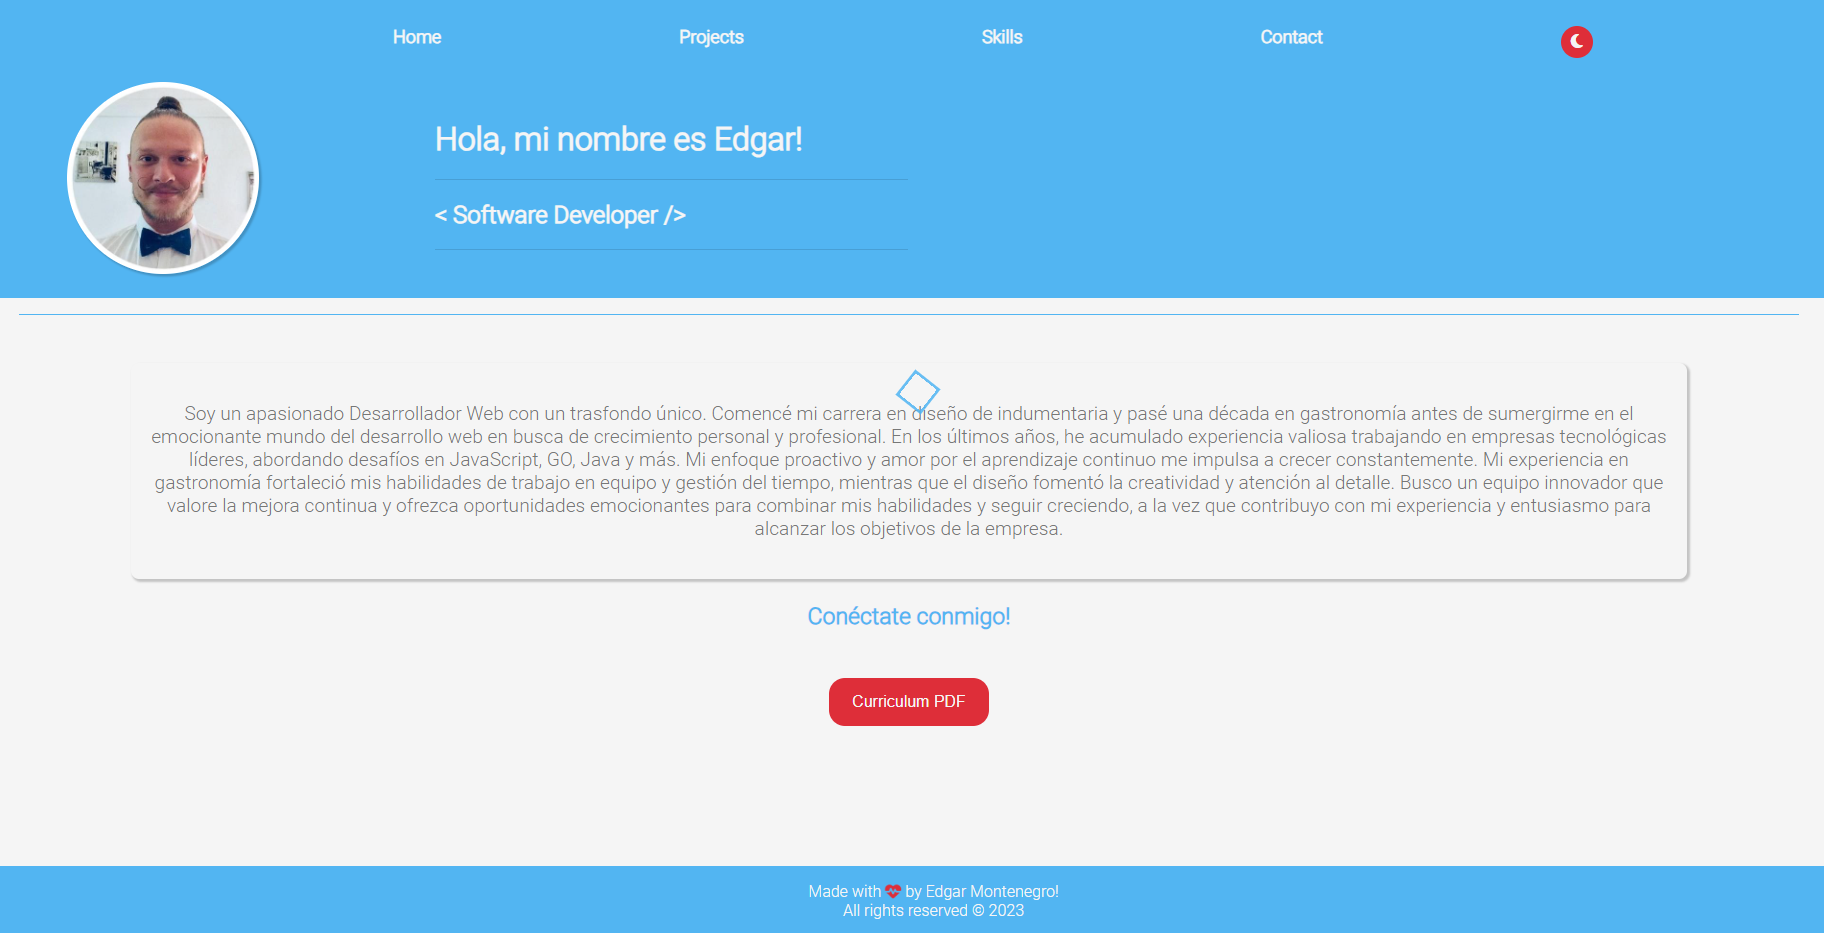 Home Projects Skills Contact
Hola, mi nombre es Edgar!
< Software Developer />
Soy un apasionado Desarrollador Web con un trasfondo único. Comencé mi carrera en diseño de indumentaria y pasé una década en gastronomía antes de sumergirme en el
emocionante mundo del desarrollo web en busca de crecimiento personal y profesional. En los últimos años, he acumulado experiencia valiosa trabajando en empresas tecnológicas
líderes, abordando desafíos en JavaScript, GO, Java y más. Mi enfoque proactivo y amor por el aprendizaje continuo me impulsa a crecer constantemente. Mi experiencia en
gastronomía fortaleció mis habilidades de trabajo en equipo y gestión del tiempo, mientras que el diseño fomentó la creatividad y atención al detalle. Busco un equipo innovador que
valore la mejora continua y ofrezca oportunidades emocionantes para combinar mis habilidades y seguir creciendo, a la vez que contribuyo con mi experiencia y entusiasmo para
alcanzar los objetivos de la empresa.
Conéctate conmigo!
Curriculum PDF
Made with by Edgar Montenegro!
All rights reserved © 2023